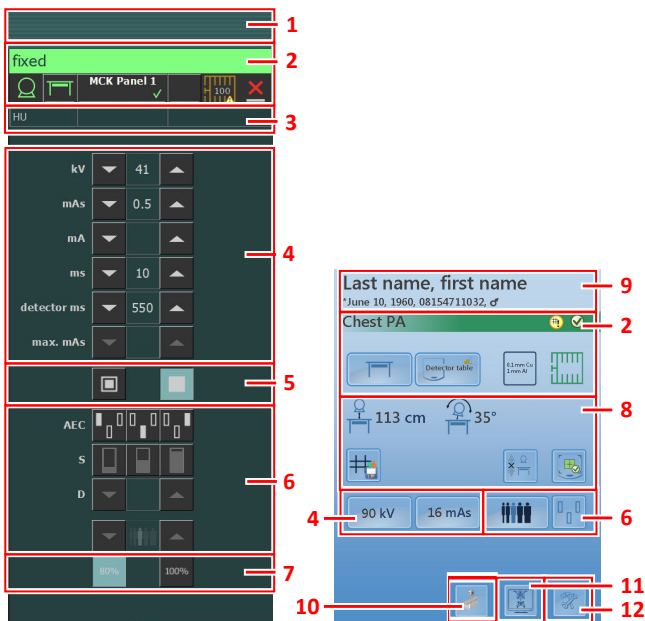 1
fixed
2
MCK Panel 1
100
A
HU
3
kV 41
mAs 0.5
mA
4
ms 10
detector ms 550
max. mAs
5
AEC
S
6
D
80% 100%
7
Last name, first name
9
*June 10, 1960, 08154711032, ♂
Chest PA
2
Detector table
0.1 mm Cu
1 mm Al
113 cm 35°
8
4
90 kV 16 mAs
6
10
11
12